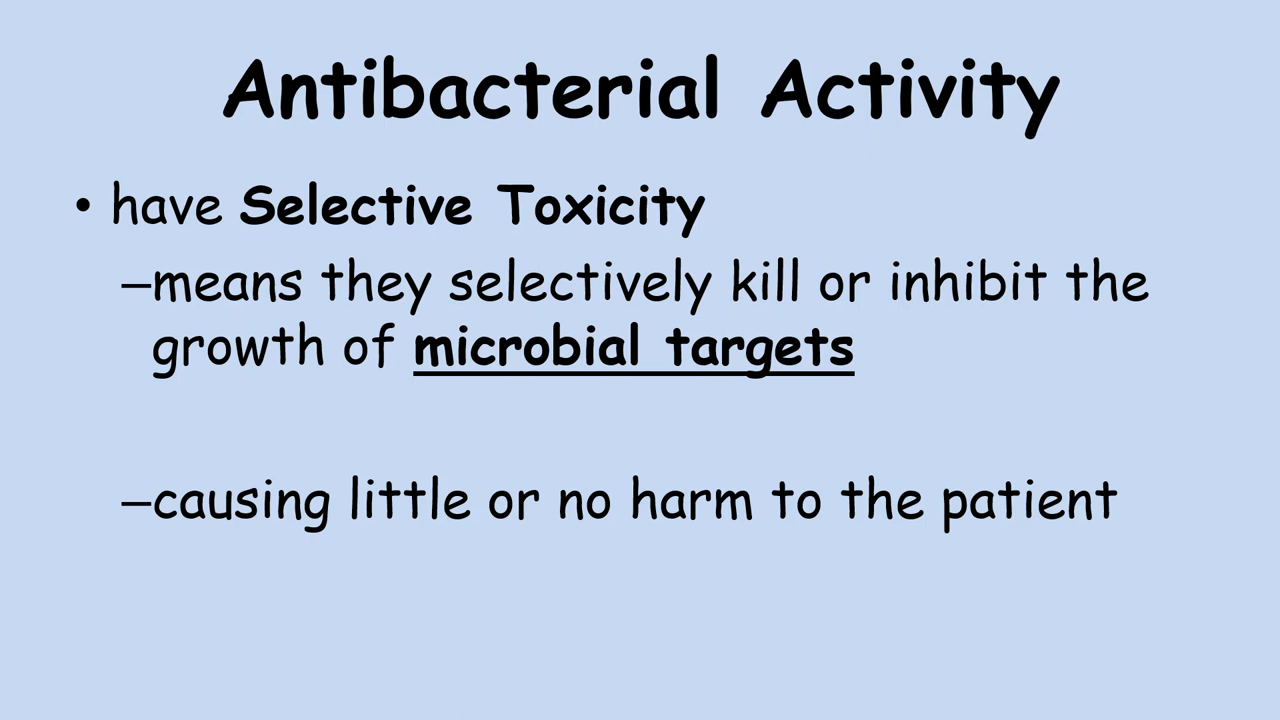 Antibacterial Activity
• have Selective Toxicity
–means they selectively kill or inhibit the
growth of microbial targets
–causing little or no harm to the patient